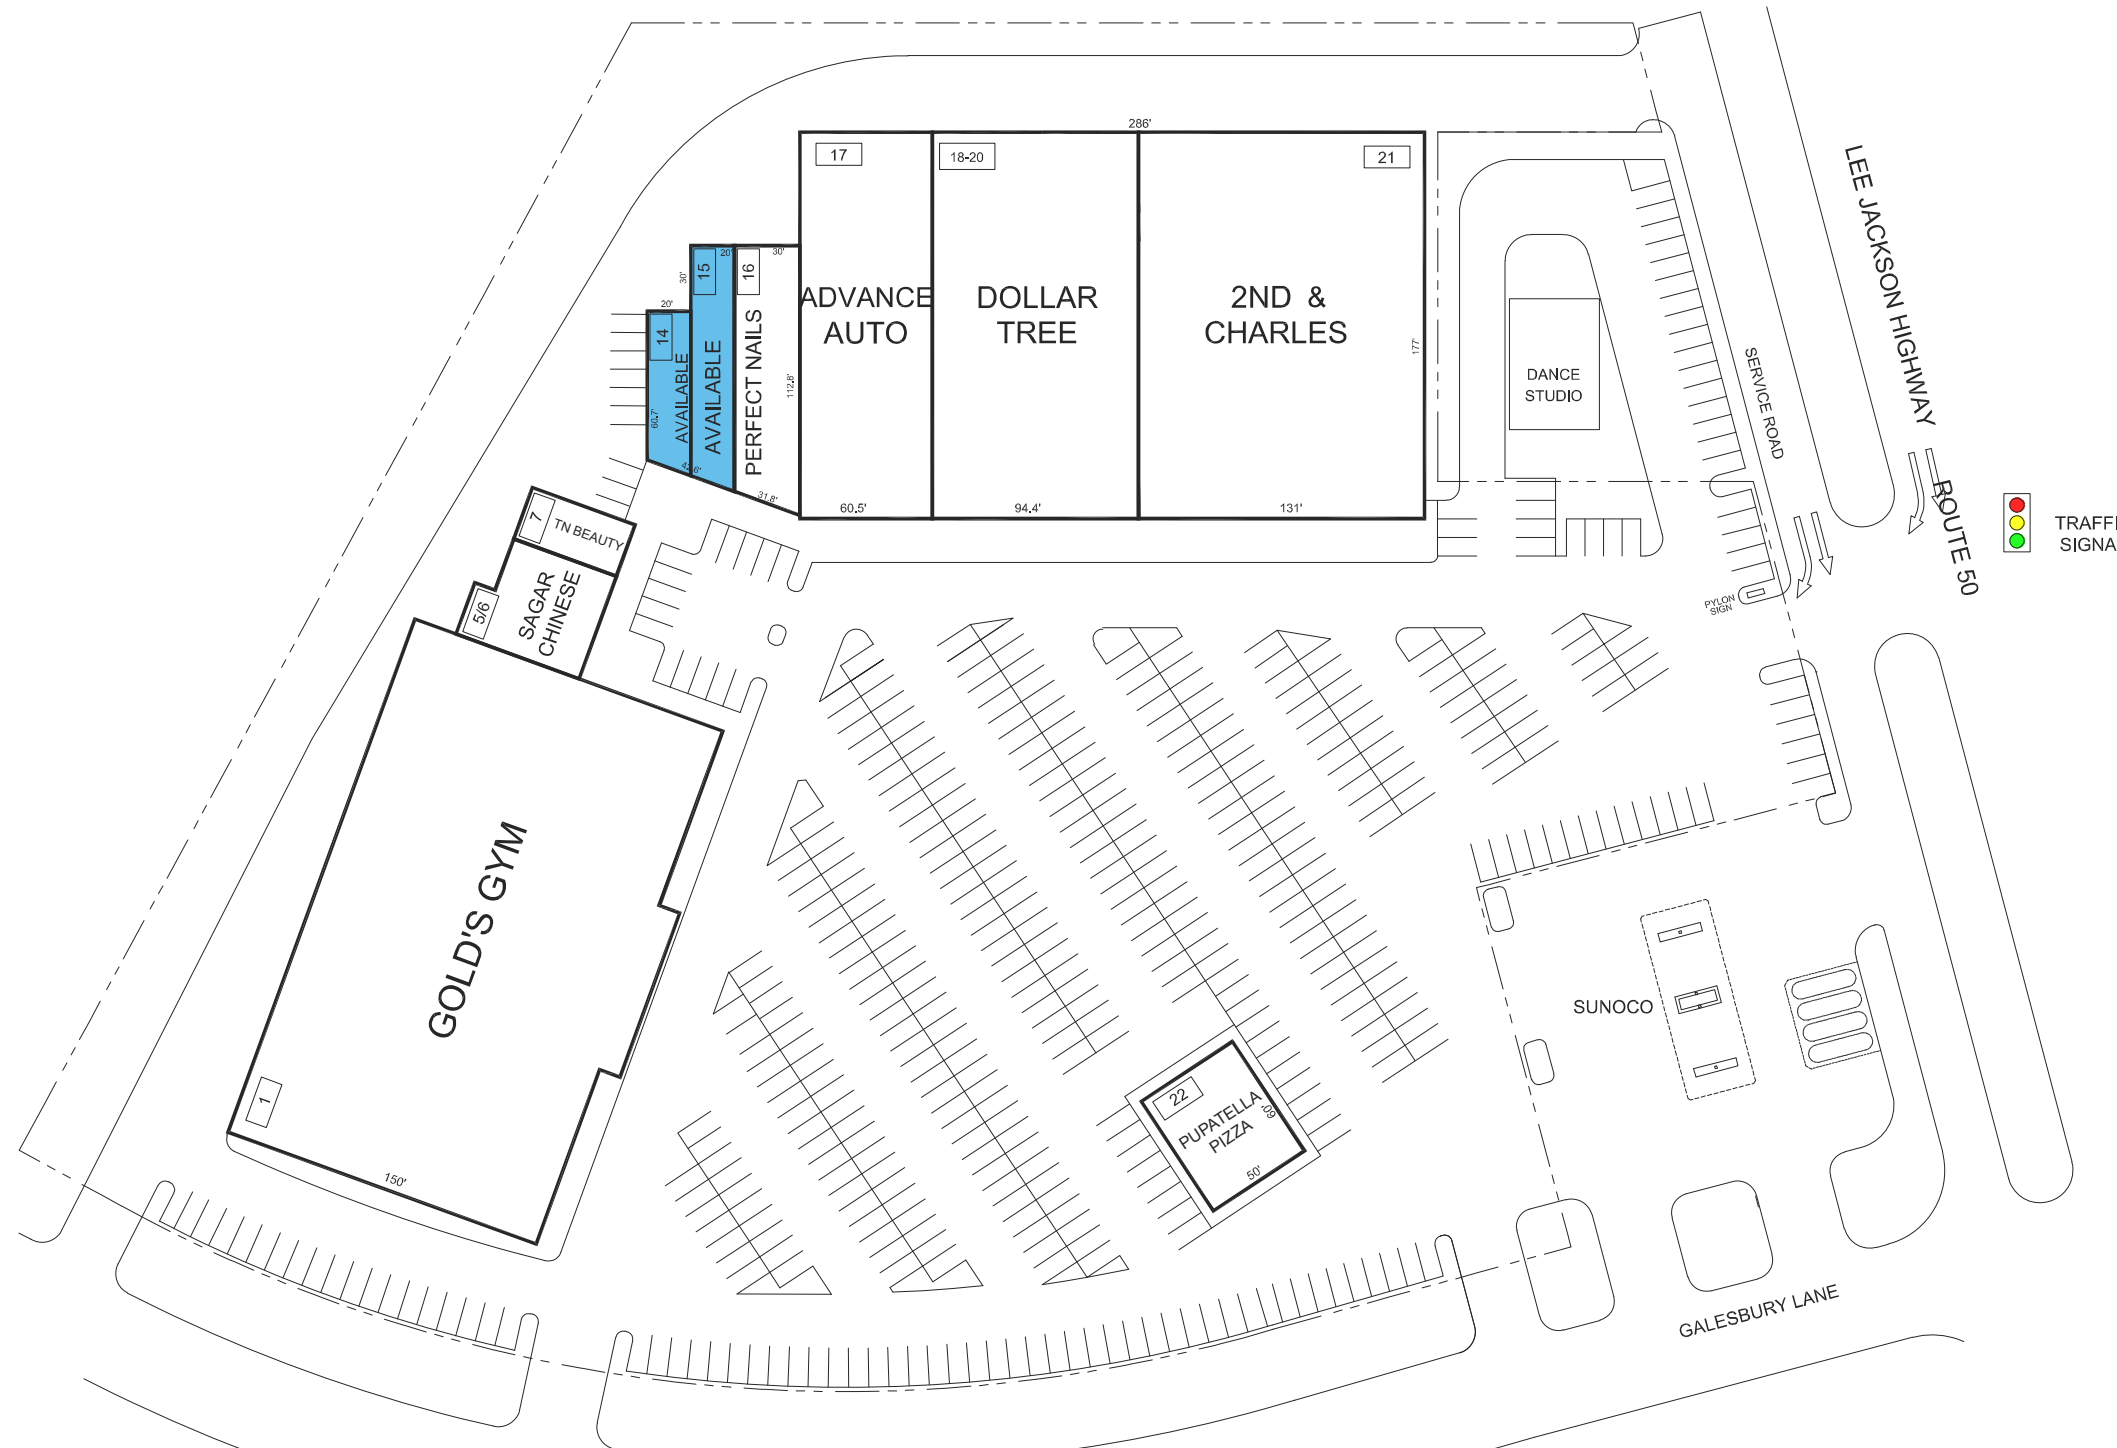 286'
17
18-20
21
LEE JACKSON HIGHWAY
ROUTE 50
20'
30'
15
16
30'
20'
14
ADVANCE
AUTO
DOLLAR
TREE
2ND &
CHARLES
177'
112.8'
AVAILABLE
AVAILABLE
PERFECT NAILS
60.7'
42.6'
31.8'
60.5'
94.4'
131'
DANCE
STUDIO
SERVICE ROAD
TRAFFI
SIGNA
7
TN BEAUTY
5/6
SAGAR
CHINESE
PYLON
SIGN
GOLD'S GYM
1
150'
22
PUPATELLA
PIZZA
60'
50'
SUNOCO
GALESBURY LANE